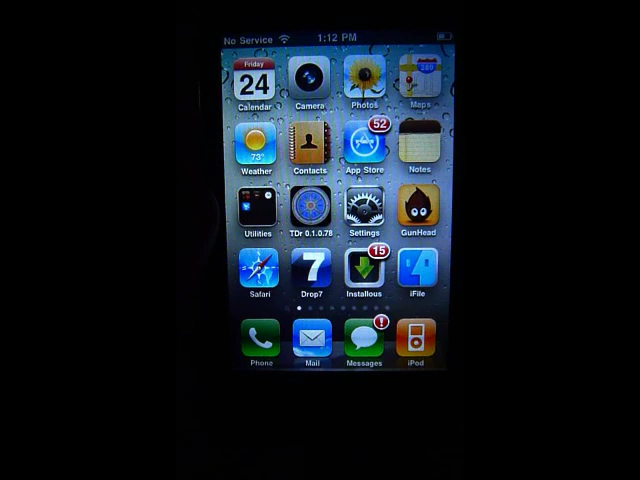 No Service 1:12 PM
Friday
24
280
Calendar Camera Photos Maps
73°
52
Weather Contacts App Store Notes
Utilities TDr 0.1.0.78 Settings GunHead
7
15
Safari Drop7 Installous iFile
!
Phone Mail Messages iPod